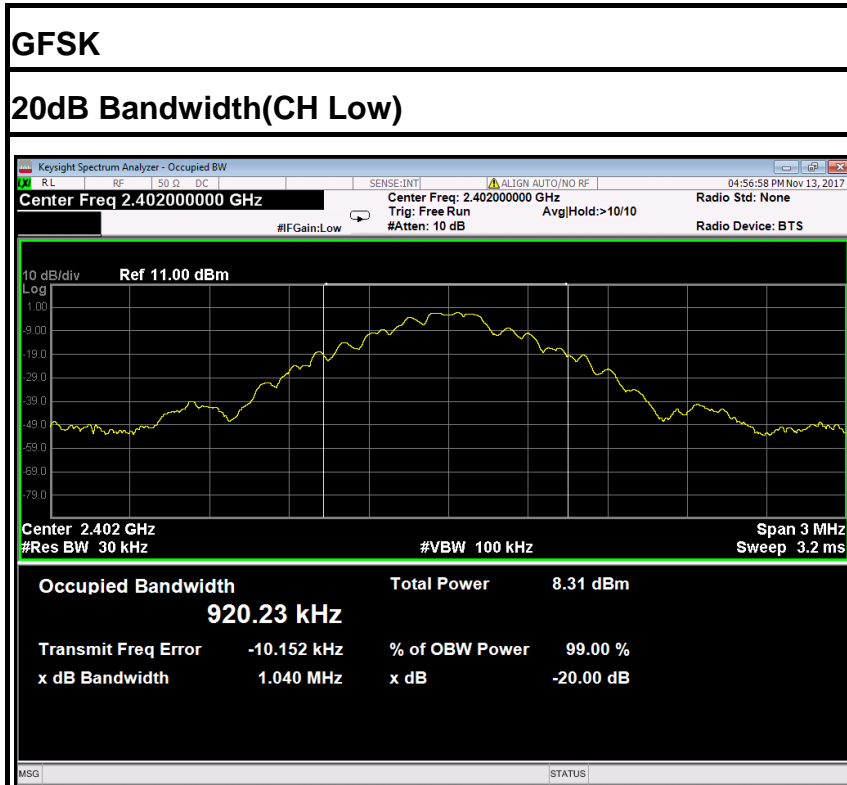 GFSK
20dB Bandwidth(CH Low)
Keysight Spectrum Analyzer - Occupied BW
RL RF 50 Ω DC SENSE:INT ALIGN AUTO/NO RF 04:56:58 PM Nov 13, 2017
Center Freq 2.402000000 GHz Center Freq: 2.402000000 GHz Radio Std: None
Trig: Free Run Avg|Hold:>10/10
#IFGain:Low #Atten: 10 dB Radio Device: BTS
10 dB/div Ref 11.00 dBm
Log
1.00
-9.00
-19.0
-29.0
-39.0
-49.0
-59.0
-69.0
-79.0
Center 2.402 GHz Span 3 MHz
#Res BW 30 kHz #VBW 100 kHz Sweep 3.2 ms
Occupied Bandwidth Total Power 8.31 dBm
920.23 kHz
Transmit Freq Error -10.152 kHz % of OBW Power 99.00 %
x dB Bandwidth 1.040 MHz x dB -20.00 dB
MSG STATUS